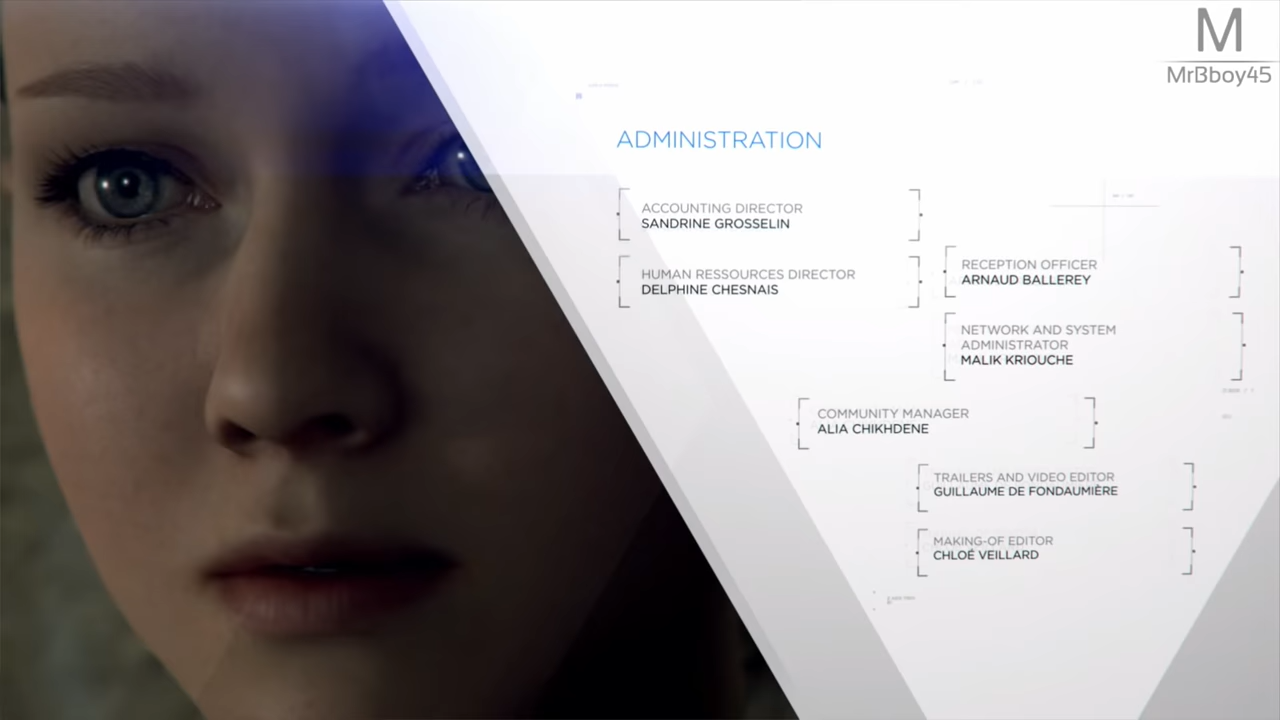 M
MrBboy45
ADMINISTRATION
ACCOUNTING DIRECTOR
SANDRINE GROSSELIN
HUMAN RESSOURCES DIRECTOR
DELPHINE CHESNAIS
RECEPTION OFFICER
ARNAUD BALLEREY
NETWORK AND SYSTEM
ADMINISTRATOR
MALIK KRIOUCHE
COMMUNITY MANAGER
ALIA CHIKHDENE
TRAILERS AND VIDEO EDITOR
GUILLAUME DE FONDAUMIÈRE
MAKING-OF EDITOR
CHLOÉ VEILLARD